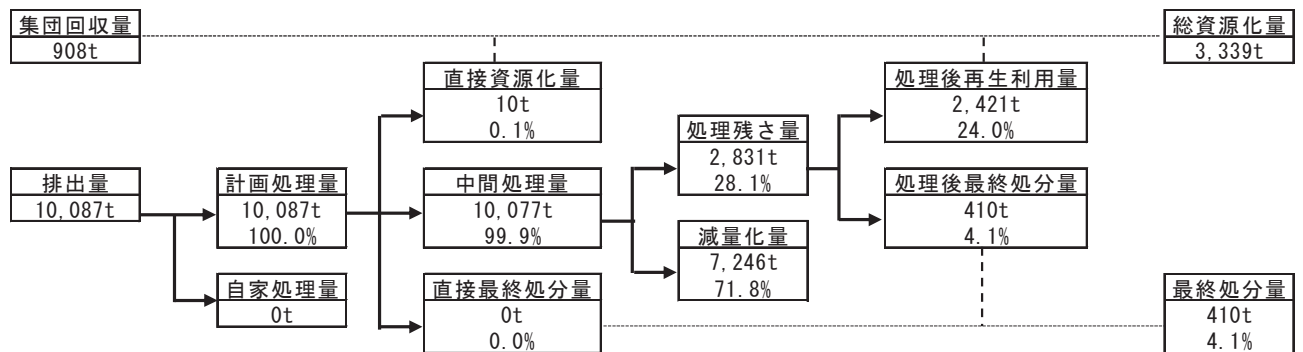 集団回収量
908t
総資源化量
3,339t
直接資源化量
10t
0.1%
処理後再生利用量
2,421t
24.0%
処理残さ量
2,831t
28.1%
排出量
10,087t
計画処理量
10,087t
100.0%
中間処理量
10,077t
99.9%
処理後最終処分量
410t
4.1%
減量化量
7,246t
71.8%
自家処理量
0t
直接最終処分量
0t
0.0%
最終処分量
410t
4.1%